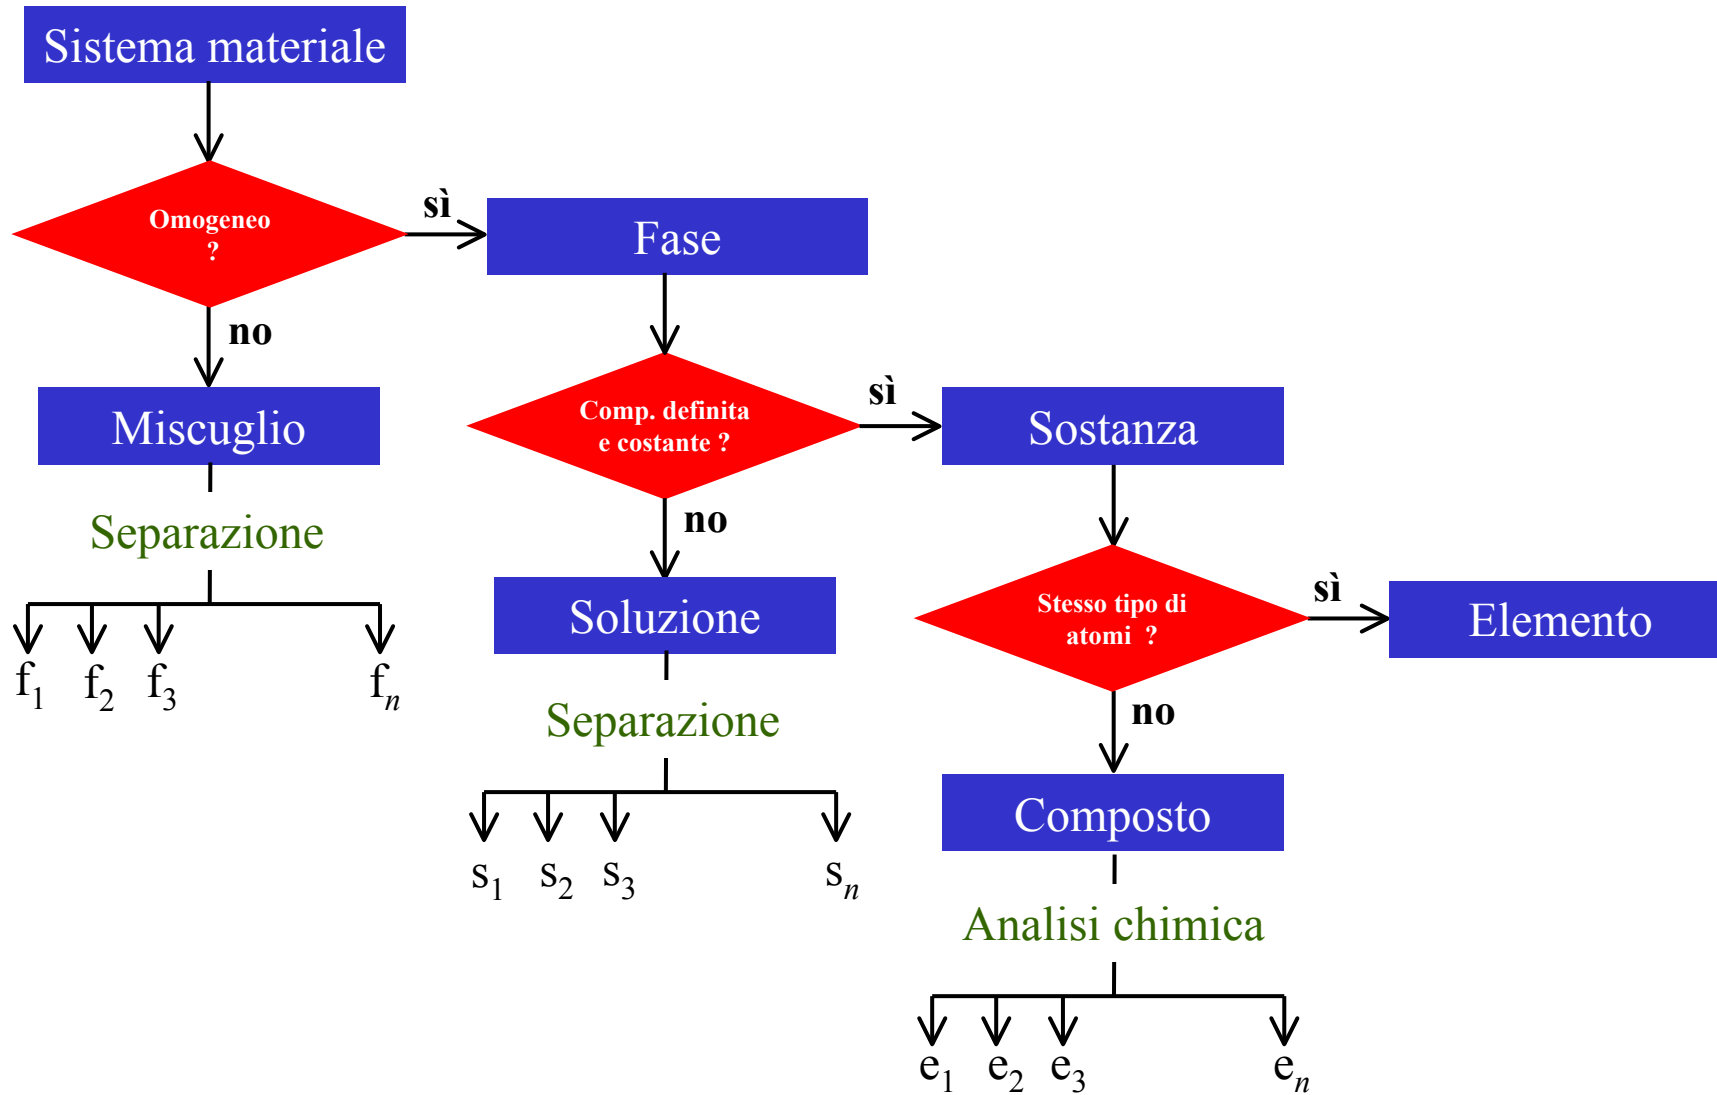 Sistema materiale
Omogeneo
?
sì
Fase
no
Miscuglio
Comp. definita
e costante ?
sì
Sostanza
Separazione
no
f1 f2 f3 fn
Soluzione
Stesso tipo di
atomi ?
sì
Elemento
Separazione
no
s1 s2 s3 sn
Composto
Analisi chimica
e1 e2 e3 en